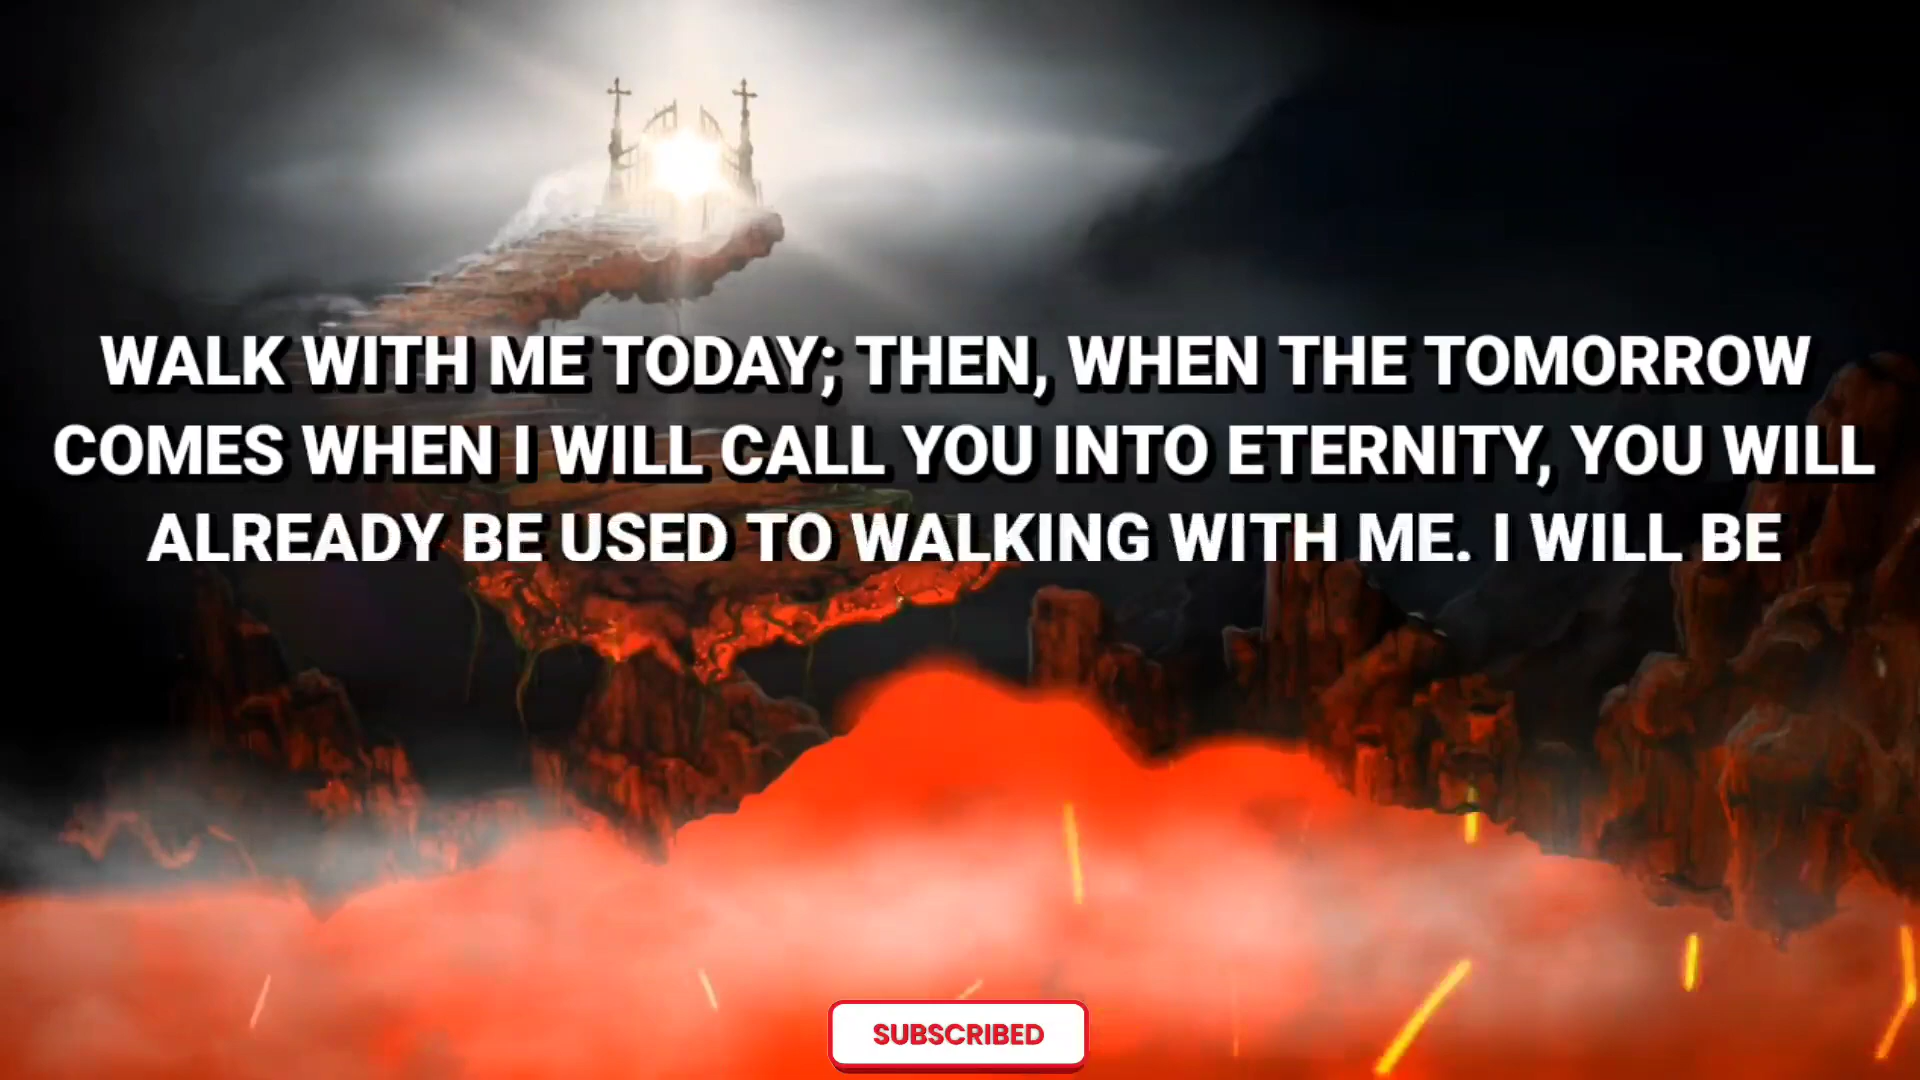 WALK WITH ME TODAY; THEN, WHEN THE TOMORROW
COMES WHEN I WILL CALL YOU INTO ETERNITY, YOU WILL
ALREADY BE USED TO WALKING WITH ME. I WILL BE
SUBSCRIBED